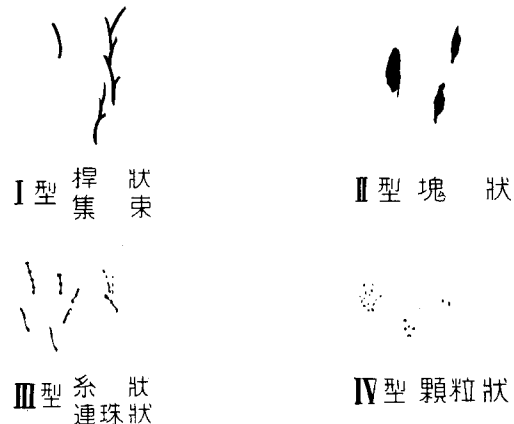 I型 桿状
集束
II型 塊状
III型 糸状
連珠状
IV型 顆粒状